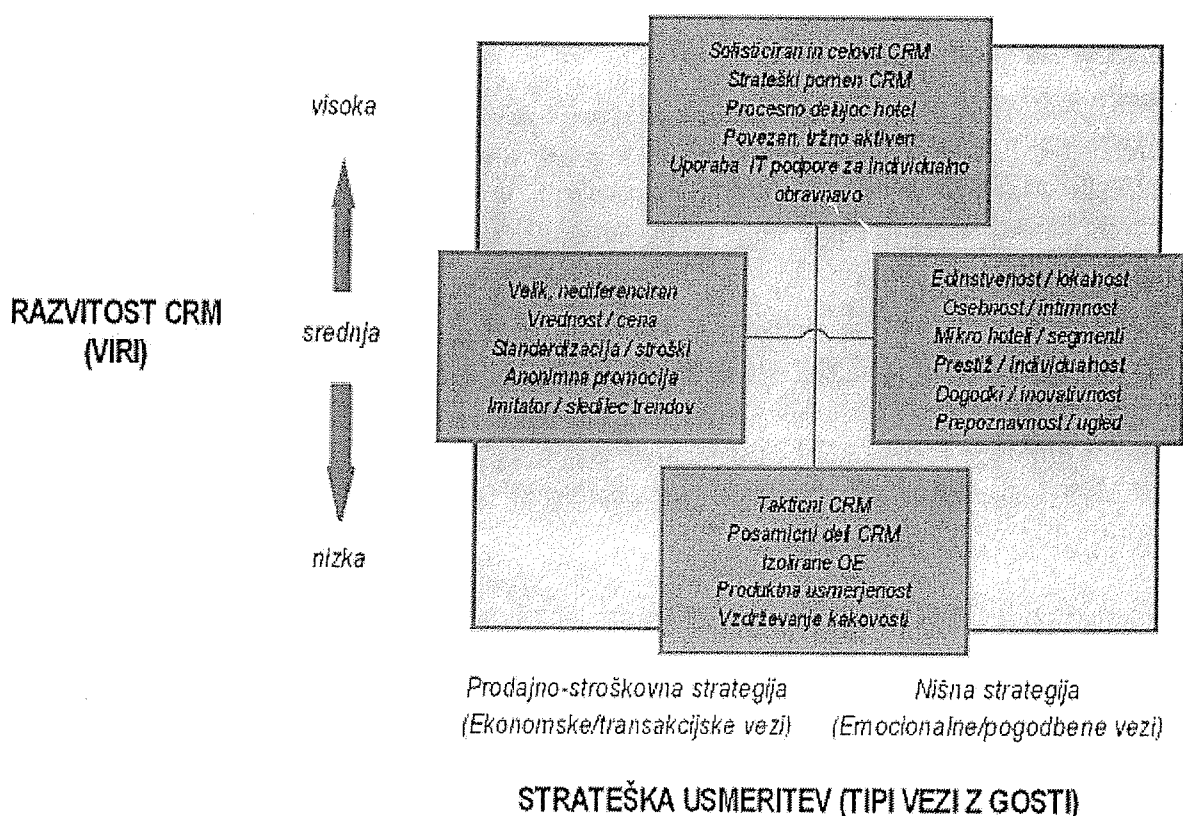 Sofisticiran in celovit CRM
Strateški pomen CRM
Procesno delujoc hotel
Povezan, tržno aktiven
Uporaba IT podpore za individualno
obravnavo
visoka
srednja
nizka
RAZVITOST CRM
(VIRI)
Velik, nediferenciran
Vrednost / cena
Standardizacija / stroški
Anonimna promocija
Imitator / sledilec trendov
Edinstvenost / lokalnost
Osebnost / intimnost
Mikro hoteli / segmenti
Prestiž / individualnost
Dogodki / inovativnost
Prepoznavnost / ugled
Takticni CRM
Posamicni deli CRM
Izolirane OE
Produktna usmerjenost
Vzdrževanje kakovosti
Prodajno-stroškovna strategija
(Ekonomske/transakcijske vezi)
Nišna strategija
(Emocionalne/pogodbene vezi)
STRATEŠKA USMERITEV (TIPI VEZI Z GOSTI)